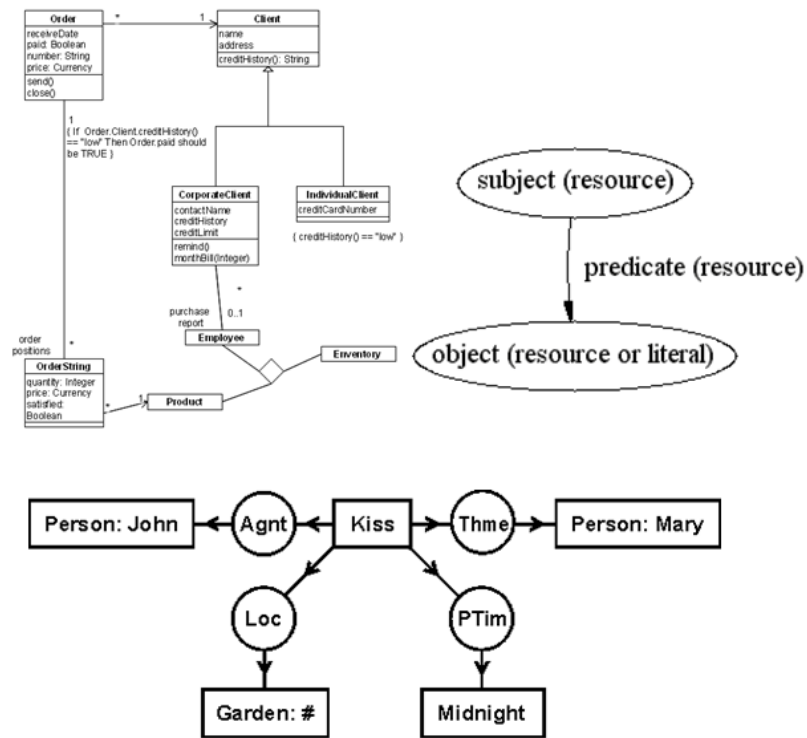 Order
receiveDate
paid: Boolean
number: String
price: Currency
send()
close()
*
1
Client
name
address
creditHistory(): String
1
{ If Order.Client.creditHistory()
== "low" Then Order.paid should
be TRUE }
CorporateClient
contactName
creditHistory
creditLimit
remind()
monthBill(Integer)
IndividualClient
creditCardNumber
{ creditHistory() == "low" }
*
purchase
report
0..1
Employee
Enventory
order
positions
*
OrderString
quantity: Integer
price: Currency
satisfied:
Boolean
*
1
Product
subject (resource)
predicate (resource)
object (resource or literal)
Person: John
Agnt
Kiss
Thme
Person: Mary
Loc
PTim
Garden: #
Midnight